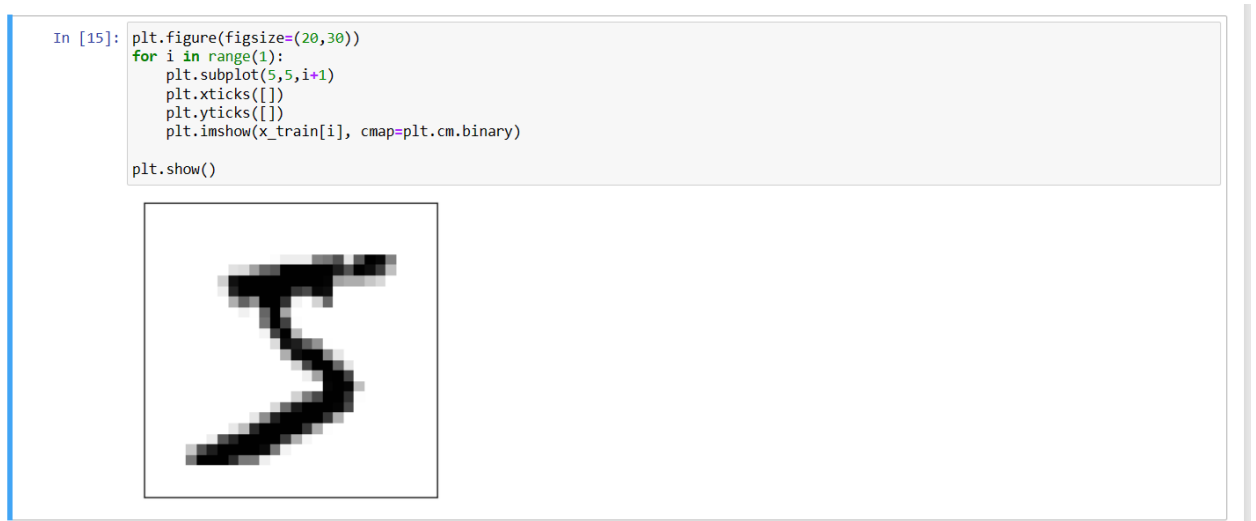 In [15]: plt.figure(figsize=(20,30))
for i in range(1):
    plt.subplot(5,5,i+1)
    plt.xticks([])
    plt.yticks([])
    plt.imshow(x_train[i], cmap=plt.cm.binary)

plt.show()
5